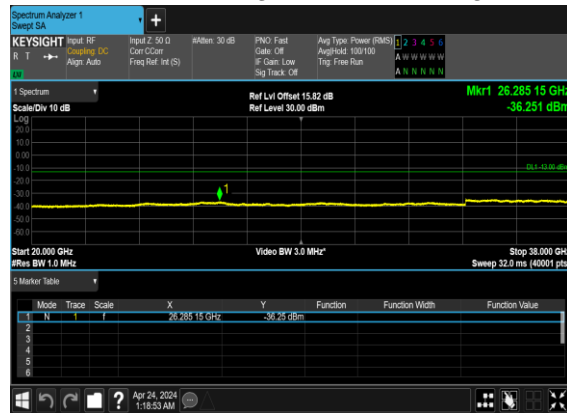 Spectrum Analyzer 1
Swept SA
KEYSIGHT Input: RF Input Z: 50 Ω #Atten: 30 dB PNO: Fast Avg Type: Power (RMS) 1 2 3 4 5 6
R T Coupling: DC Corr CCorr Gate: Off Avg|Hold: 100/100 A W W W W W
Align: Auto Freq Ref: Int (S) IF Gain: Low Trig: Free Run
Sig Track: Off A N N N N N
LW
1 Spectrum Ref Lvl Offset 15.82 dB Mkr1 26.285 15 GHz
Scale/Div 10 dB Ref Level 30.00 dBm -36.251 dBm
Log
20.0
10.0
0.00
-10.0 DL1 -13.00 dBm
-20.0
-30.0 1
-40.0
-50.0
-60.0
Start 20.000 GHz Video BW 3.0 MHz* Stop 38.000 GHz
#Res BW 1.0 MHz Sweep 32.0 ms (40001 pts
5 Marker Table
Mode Trace Scale X Y Function Function Width Function Value
1 N 1 f 26.285 15 GHz -36.25 dBm
2
3
4
5
6
? Apr 24, 2024
1:18:53 AM